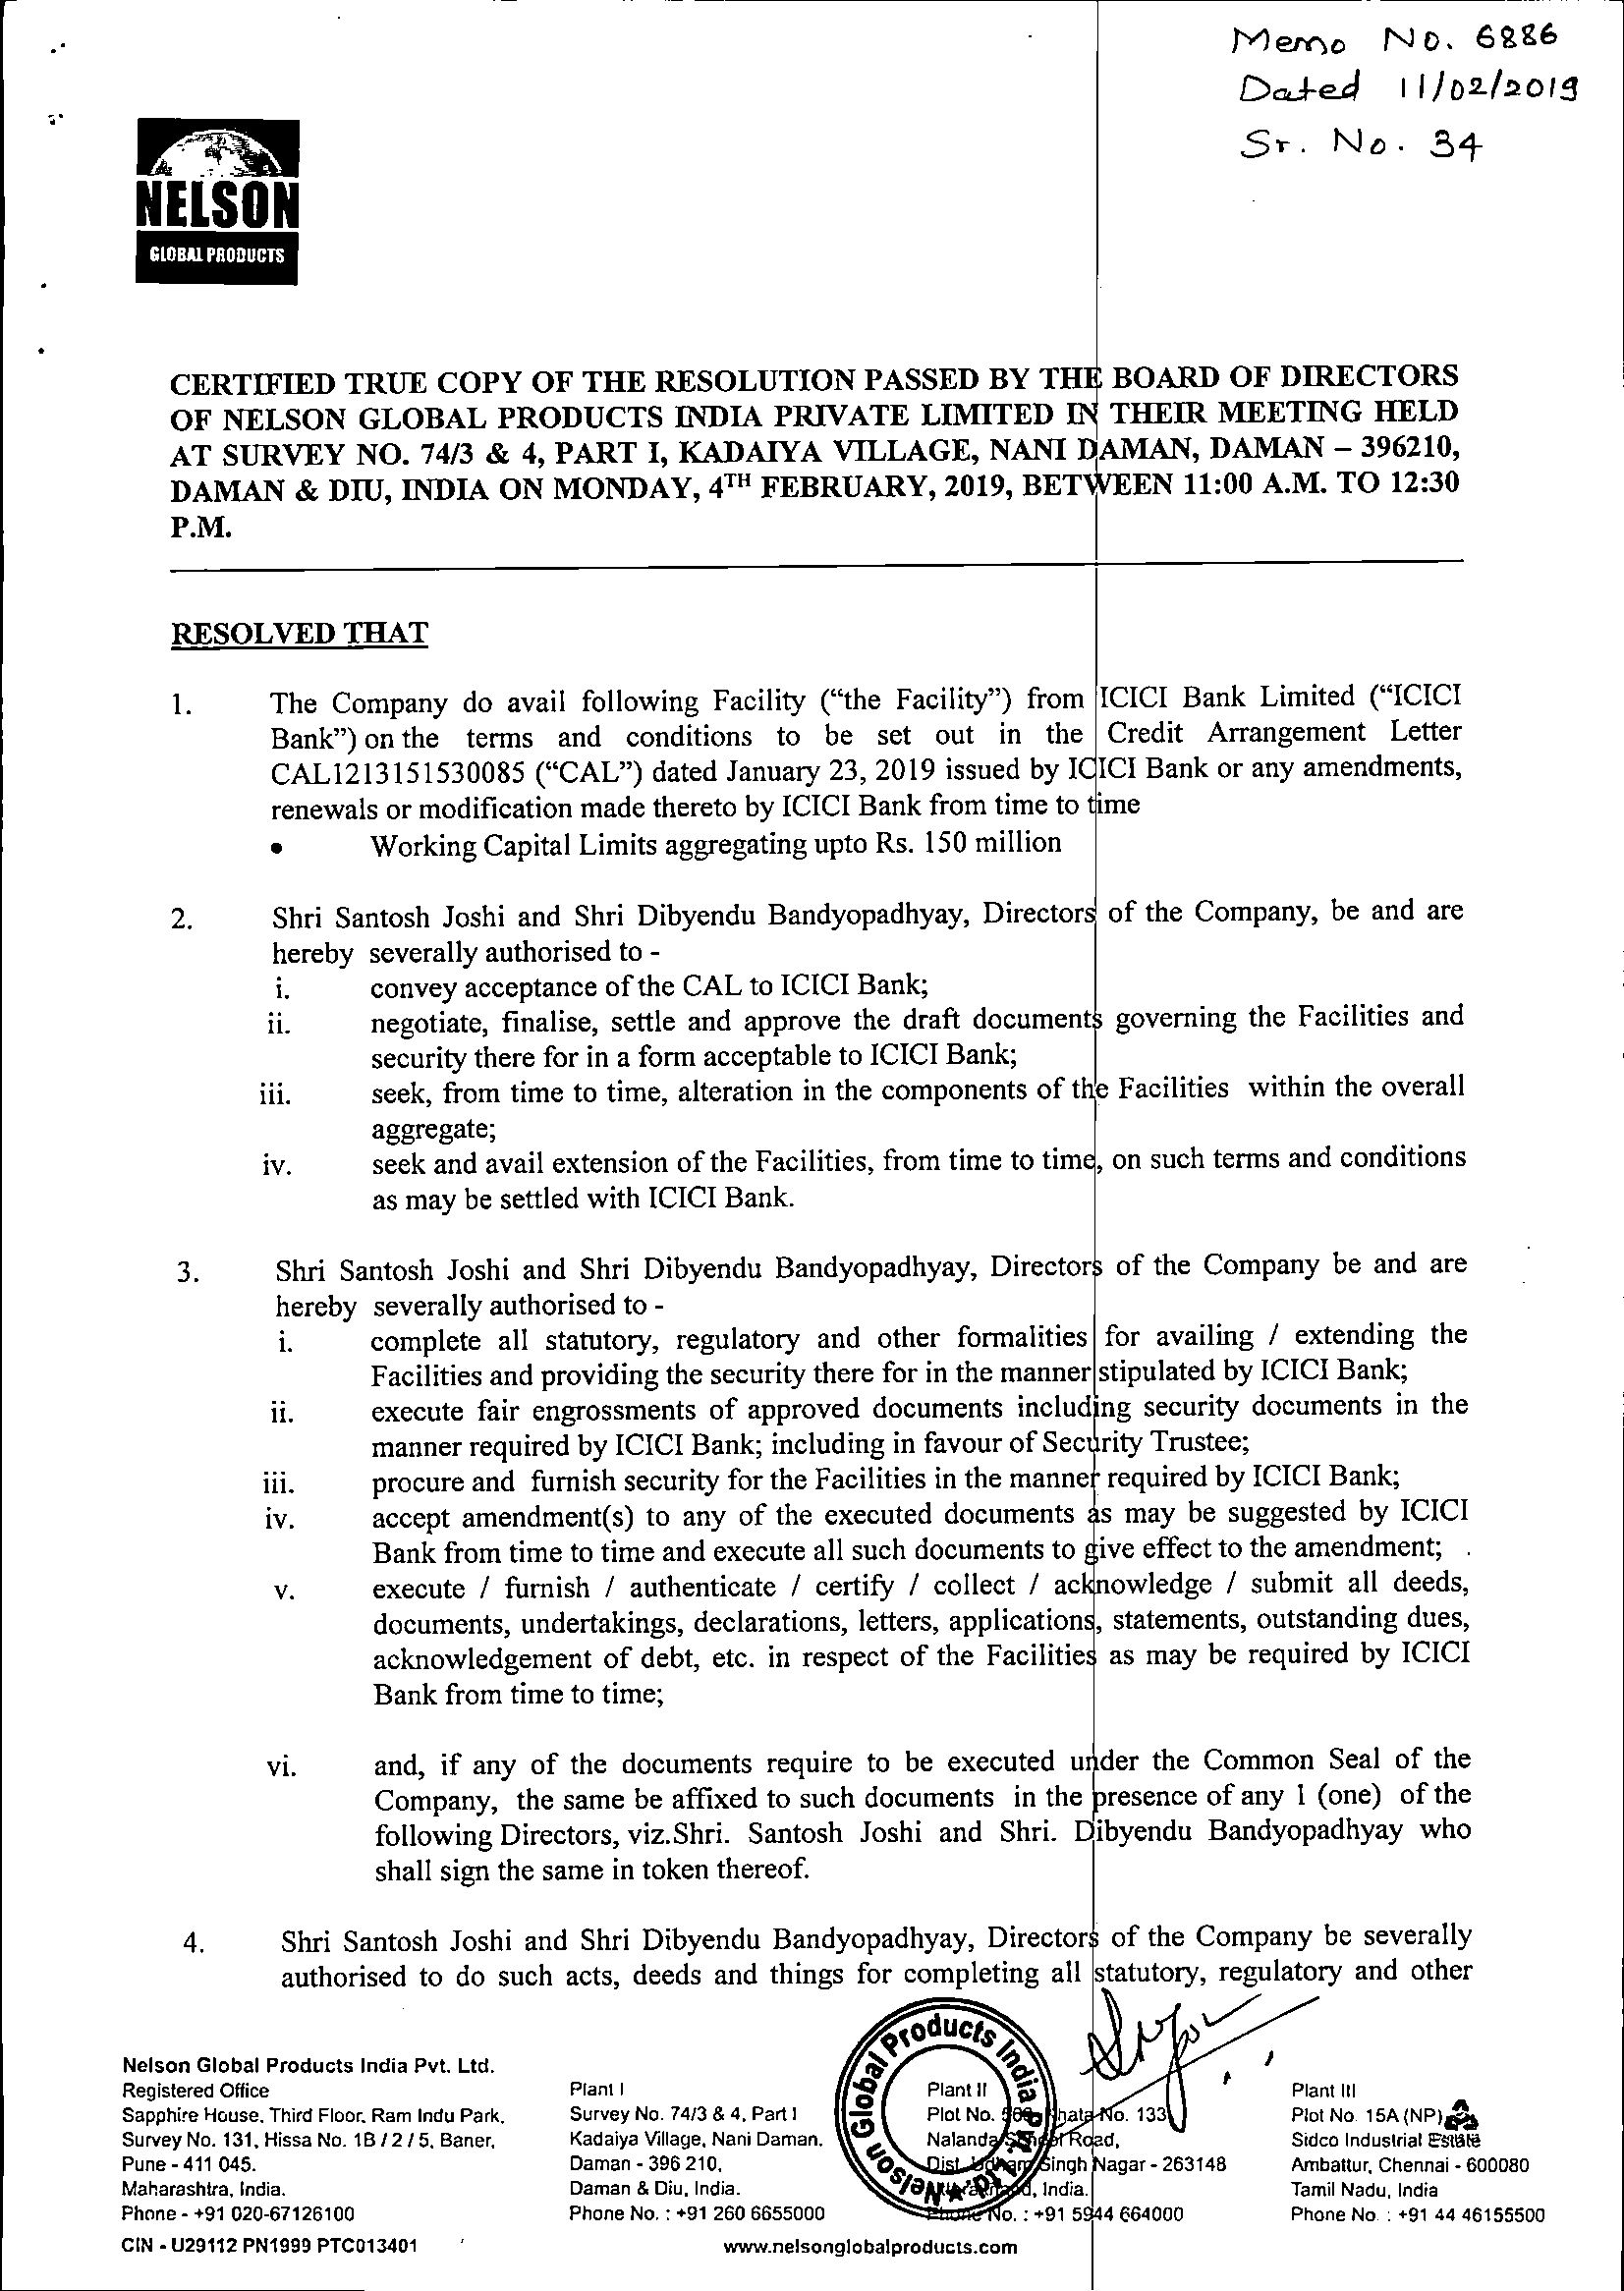 Memo No. 6886
Dated 11/02/2019
Sr. No. 34
NELSON
GLOBAL PRODUCTS
CERTIFIED TRUE COPY OF THE RESOLUTION PASSED BY THE BOARD OF DIRECTORS
OF NELSON GLOBAL PRODUCTS INDIA PRIVATE LIMITED IN THEIR MEETING HELD
AT SURVEY NO. 74/3 & 4, PART I, KADAIYA VILLAGE, NANI DAMAN, DAMAN – 396210,
DAMAN & DIU, INDIA ON MONDAY, 4TH FEBRUARY, 2019, BETWEEN 11:00 A.M. TO 12:30
P.M.
RESOLVED THAT
1. The Company do avail following Facility (“the Facility”) from ICICI Bank Limited (“ICICI
Bank”) on the terms and conditions to be set out in the Credit Arrangement Letter
CAL1213151530085 (“CAL”) dated January 23, 2019 issued by ICICI Bank or any amendments,
renewals or modification made thereto by ICICI Bank from time to time
• Working Capital Limits aggregating upto Rs. 150 million
2. Shri Santosh Joshi and Shri Dibyendu Bandyopadhyay, Directors of the Company, be and are
hereby severally authorised to -
i. convey acceptance of the CAL to ICICI Bank;
ii. negotiate, finalise, settle and approve the draft documents governing the Facilities and
security there for in a form acceptable to ICICI Bank;
iii. seek, from time to time, alteration in the components of the Facilities within the overall
aggregate;
iv. seek and avail extension of the Facilities, from time to time, on such terms and conditions
as may be settled with ICICI Bank.
3. Shri Santosh Joshi and Shri Dibyendu Bandyopadhyay, Directors of the Company be and are
hereby severally authorised to -
i. complete all statutory, regulatory and other formalities for availing / extending the
Facilities and providing the security there for in the manner stipulated by ICICI Bank;
ii. execute fair engrossments of approved documents including security documents in the
manner required by ICICI Bank; including in favour of Security Trustee;
iii. procure and furnish security for the Facilities in the manner required by ICICI Bank;
iv. accept amendment(s) to any of the executed documents as may be suggested by ICICI
Bank from time to time and execute all such documents to give effect to the amendment;
v. execute / furnish / authenticate / certify / collect / acknowledge / submit all deeds,
documents, undertakings, declarations, letters, applications, statements, outstanding dues,
acknowledgement of debt, etc. in respect of the Facilities as may be required by ICICI
Bank from time to time;
vi. and, if any of the documents require to be executed under the Common Seal of the
Company, the same be affixed to such documents in the presence of any 1 (one) of the
following Directors, viz.Shri. Santosh Joshi and Shri. Dibyendu Bandyopadhyay who
shall sign the same in token thereof.
4. Shri Santosh Joshi and Shri Dibyendu Bandyopadhyay, Directors of the Company be severally
authorised to do such acts, deeds and things for completing all statutory, regulatory and other
Nelson Global Products India Pvt. Ltd.
Nelson Global Products India Pvt. Ltd.
Registered Office
Sapphire House, Third Floor, Ram Indu Park,
Survey No. 131, Hissa No. 1B / 2 / 5, Baner,
Pune - 411 045.
Maharashtra, India.
Phone - +91 020-67126100
CIN - U29112 PN1999 PTC013401
Plant I
Survey No. 74/3 & 4, Part I
Kadaiya Village, Nani Daman.
Daman - 396 210,
Daman & Diu, India.
Phone No. : +91 260 6655000
Plant II
Plot No. No. 133
Nalanda Road,
Dist. Singh Nagar - 263148
India.
Phone No. : +91 5944 664000
Plant III
Plot No. 15A (NP),
Sidco Industrial Estate
Ambattur, Chennai - 600080
Tamil Nadu, India
Phone No. : +91 44 46155500
www.nelsonglobalproducts.com